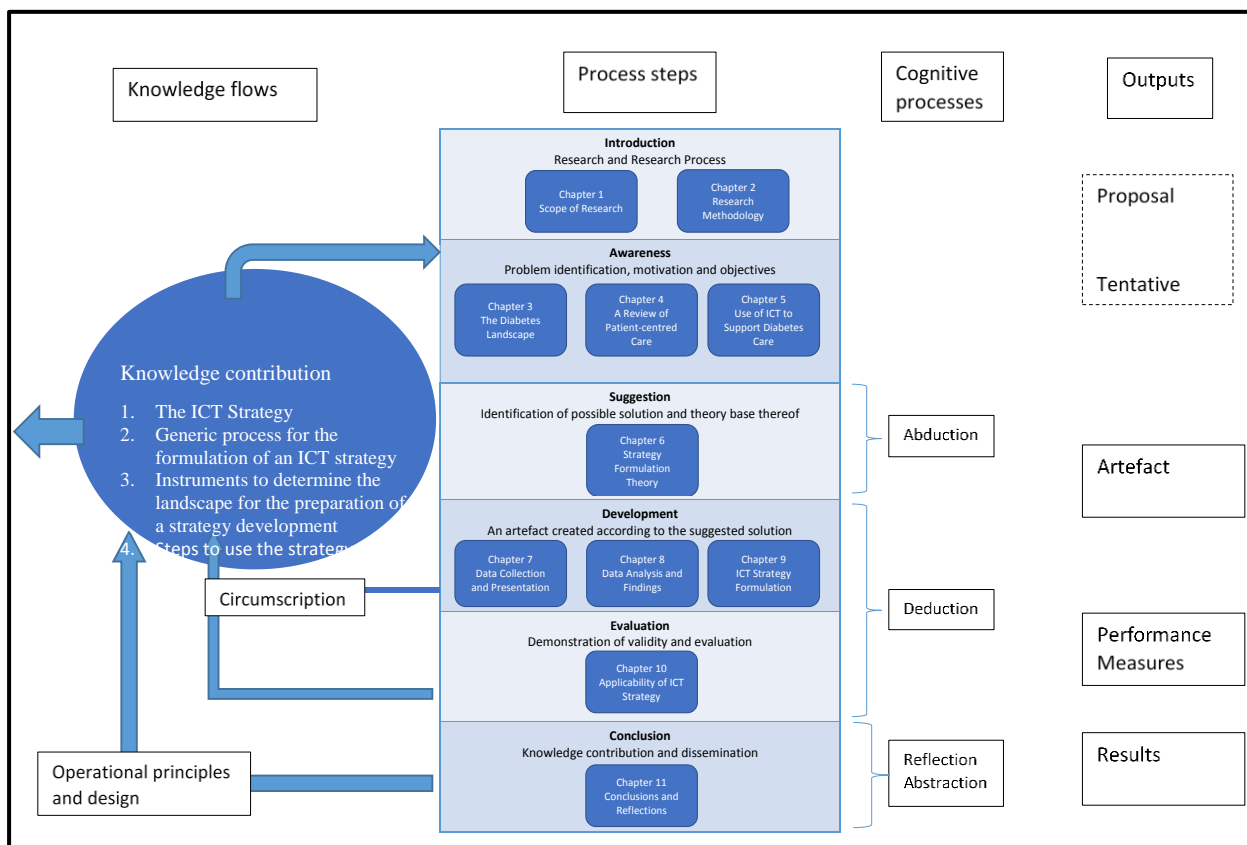 Knowledge flows
Process steps
Cognitive
processes
Outputs
Introduction
Research and Research Process
Chapter 1
Scope of Research
Chapter 2
Research
Methodology
Awareness
Problem identification, motivation and objectives
Chapter 3
The Diabetes
Landscape
Chapter 4
A Review of
Patient-centred
Care
Chapter 5
Use of ICT to
Support Diabetes
Care
Suggestion
Identification of possible solution and theory base thereof
Chapter 6
Strategy
Formulation
Theory
Development
An artefact created according to the suggested solution
Chapter 7
Data Collection
and Presentation
Chapter 8
Data Analysis and
Findings
Chapter 9
ICT Strategy
Formulation
Evaluation
Demonstration of validity and evaluation
Chapter 10
Applicability of ICT
Strategy
Conclusion
Knowledge contribution and dissemination
Chapter 11
Conclusions and
Reflections
Knowledge contribution
1. The ICT Strategy
2. Generic process for the
formulation of an ICT strategy
3. Instruments to determine the
landscape for the preparation of
a strategy development
4. Steps to use the strategy
Circumscription
Operational principles
and design
Abduction
Deduction
Reflection
Abstraction
Proposal
Tentative
Artefact
Performance
Measures
Results